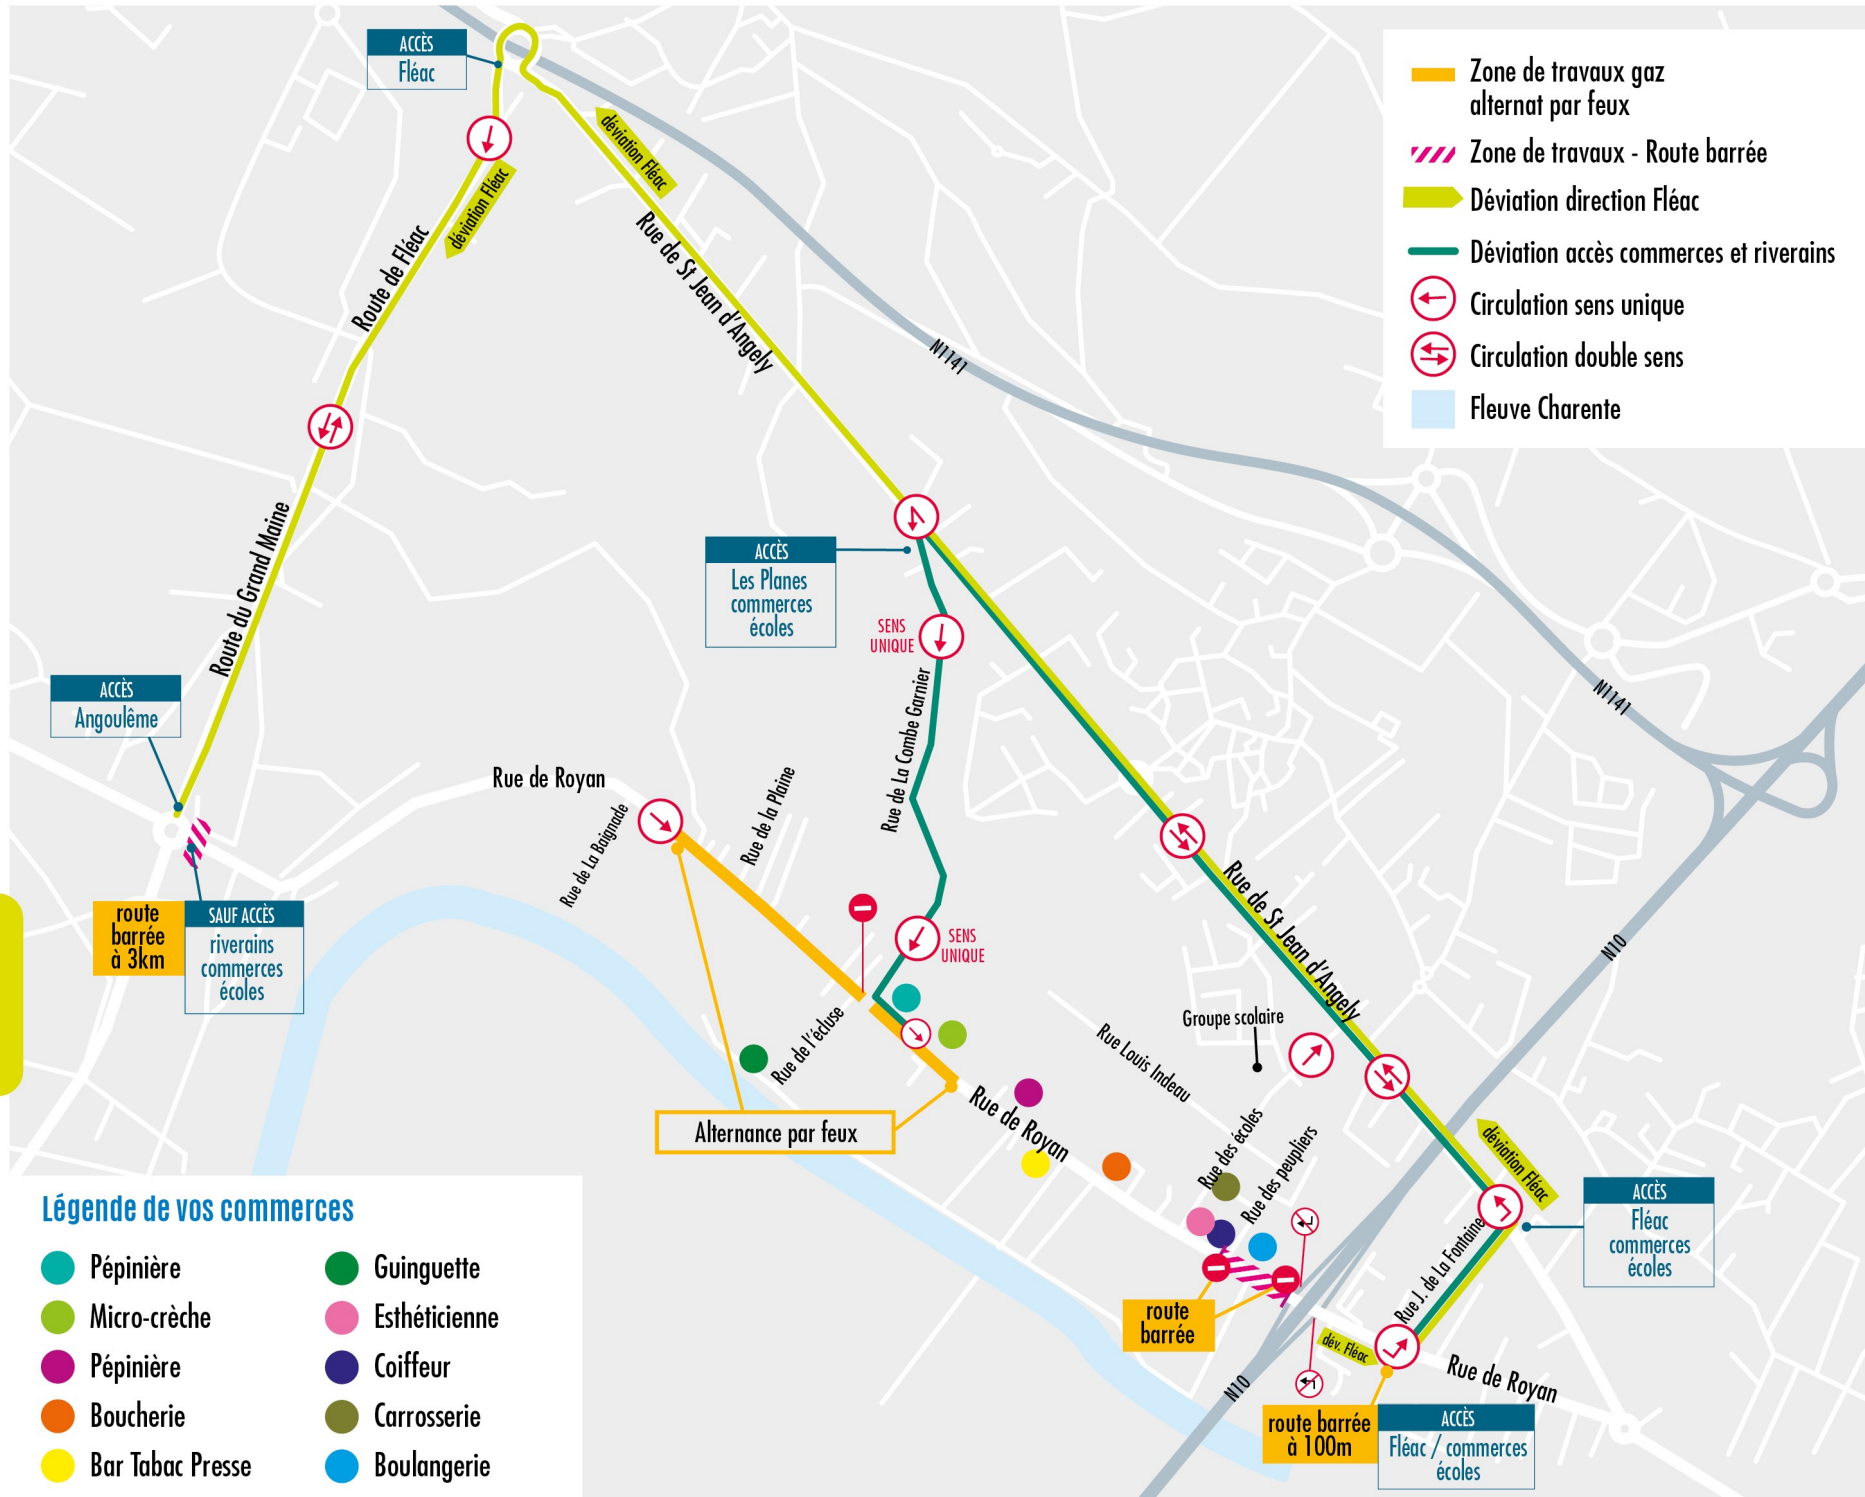 ACCÈS
Fléac
déviation Fléac
déviation Fléac
Route de Fléac
Rue de St Jean d'Angely
N1141
Zone de travaux gaz
alternat par feux
Zone de travaux - Route barrée
Déviation direction Fléac
Déviation accès commerces et riverains
Circulation sens unique
Circulation double sens
Fleuve Charente
Route du Grand Maine
ACCÈS
Les Planes
commerces
écoles
SENS
UNIQUE
Rue de La Combe Garnier
ACCÈS
Angoulême
N1141
Rue de Royan
Rue de La Baignade
Rue de la Plaine
route
barrée
à 3km
SAUF ACCÈS
riverains
commerces
écoles
SENS
UNIQUE
Rue de St Jean d'Angely
N10
Rue de l'écluse
Groupe scolaire
Rue Louis Indeau
Alternance par feux
Rue de Royan
Rue des écoles
Rue des peupliers
déviation Fléac
ACCÈS
Fléac
commerces
écoles
Rue J. de La Fontaine
route
barrée
dév. Fléac
Rue de Royan
N10
route barrée
à 100m
ACCÈS
Fléac / commerces
écoles
Légende de vos commerces
Pépinière
Micro-crèche
Pépinière
Boucherie
Bar Tabac Presse
Guinguette
Esthéticienne
Coiffeur
Carrosserie
Boulangerie